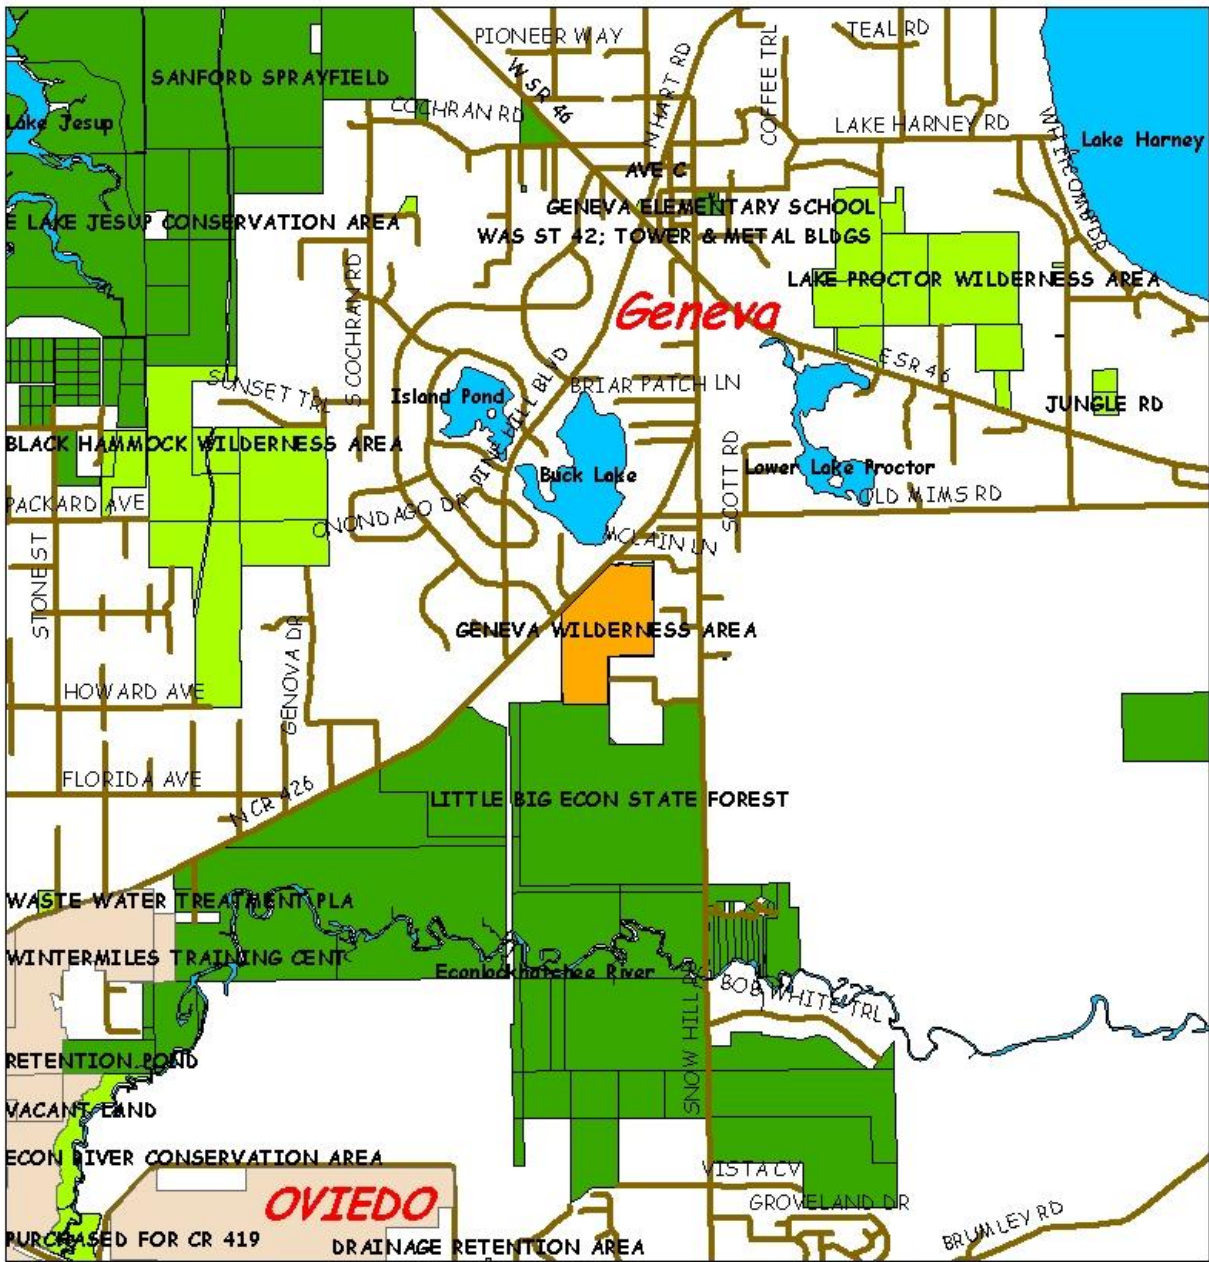 PIONEER WAY
TEAL RD
W SR 46
N HART RD
COFFEE TRL
SANFORD SPRAYFIELD
COCHRAN RD
Lake Jesup
LAKE HARNEY RD
WHITCOMB DR
Lake Harney
AVE C
GENEVA ELEMENTARY SCHOOL
E LAKE JESUP CONSERVATION AREA
WAS ST 42; TOWER & METAL BLDGS
LAKE PROCTOR WILDERNESS AREA
Geneva
S COCHRAN RD
SUNSET TRL
BRIAR PATCH LN
E SR 46
Island Pond
PINE HILL BLVD
JUNGLE RD
BLACK HAMMOCK WILDERNESS AREA
Buck Lake
SCOTT RD
Lower Lake Proctor
PACKARD AVE
ONONDAGO DR
OLD MIMS RD
MCLAIN LN
STONE ST
GENEVA WILDERNESS AREA
GENOVA DR
HOWARD AVE
FLORIDA AVE
N CR 426
LITTLE BIG ECON STATE FOREST
WASTE WATER TREATMENT PLA
WINTERMILES TRAINING CENT
Econlockhatchee River
SNOW HILL RD
BOB WHITE TRL
RETENTION POND
VACANT LAND
ECON RIVER CONSERVATION AREA
VISTA CV
GROVELAND DR
OVIEDO
BRUMLEY RD
PURCHASED FOR CR 419
DRAINAGE RETENTION AREA